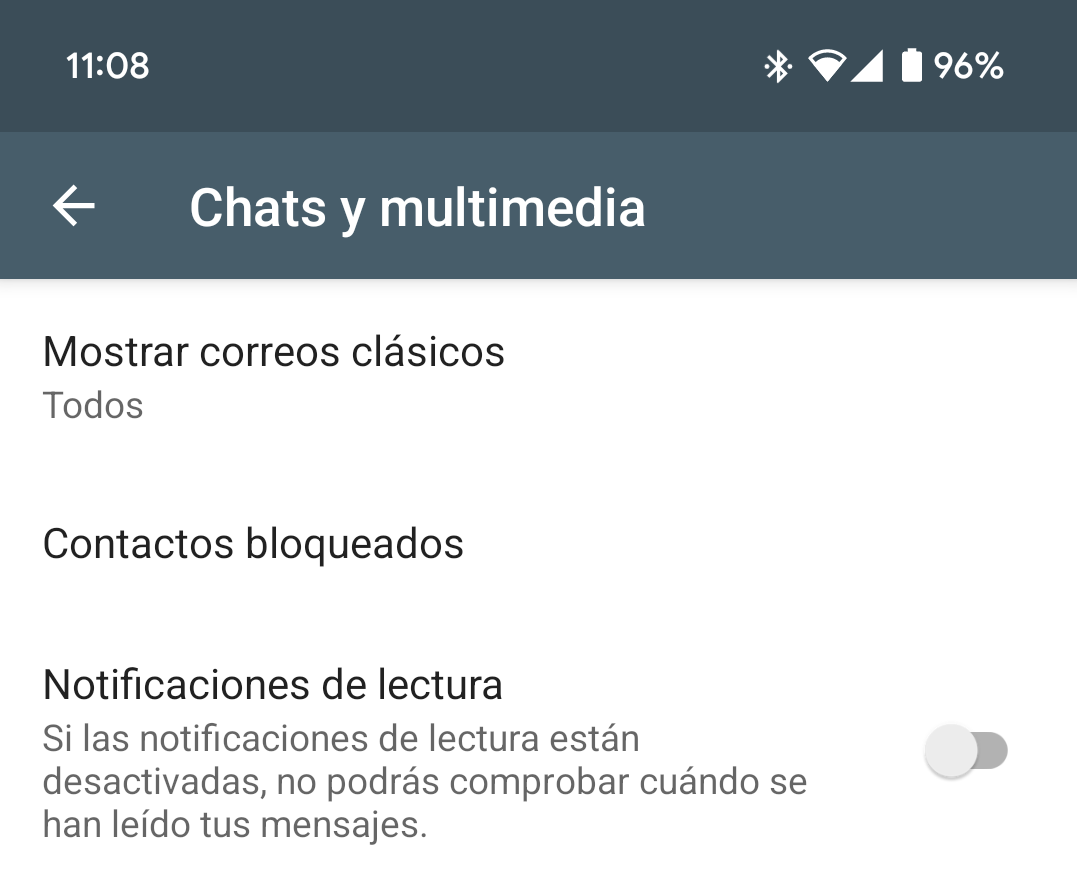 11:08 96%
Chats y multimedia
Mostrar correos clásicos
Todos
Contactos bloqueados
Notificaciones de lectura
Si las notificaciones de lectura están
desactivadas, no podrás comprobar cuándo se
han leído tus mensajes.